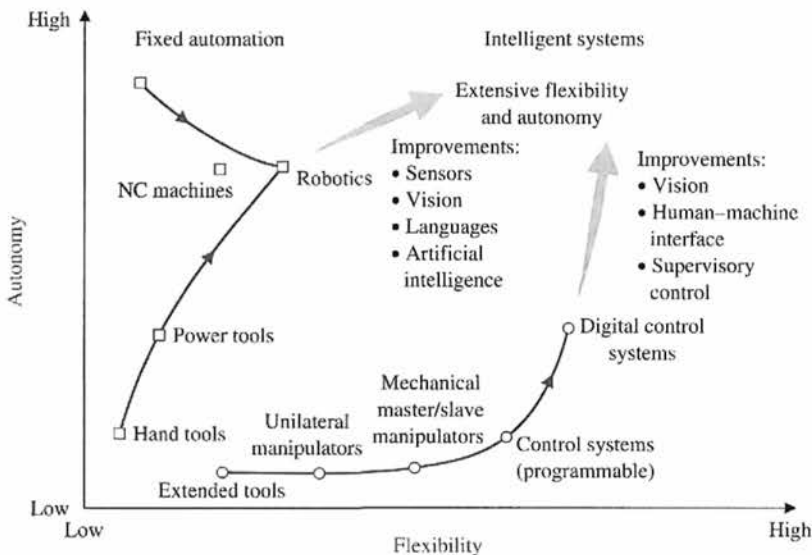 High
Fixed automation
Intelligent systems
Extensive flexibility
and autonomy
Improvements:
• Sensors
• Vision
▪ Languages
• Artificial
intelligence
Improvements:
• Vision
• Human–machine
interface
• Supervisory
control
NC machines
Robotics
Autonomy
Power tools
Digital control
systems
Mechanical
master/slave
manipulators
Unilateral
manipulators
Hand tools
Control systems
(programmable)
Extended tools
Low
Low
Flexibility
High